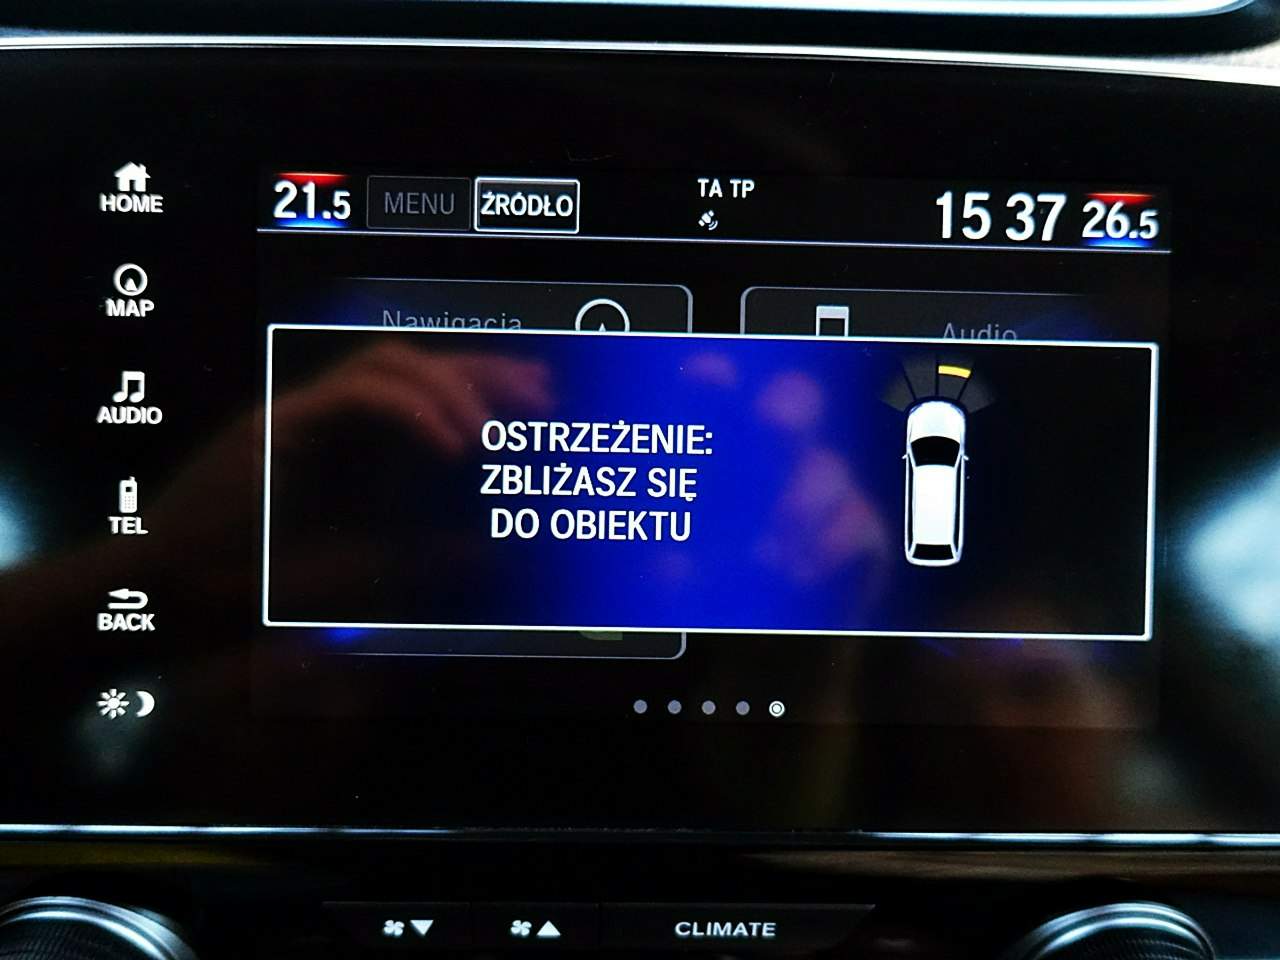 HOME
MAP
AUDIO
TEL
BACK
21.5 MENU ŹRÓDŁO TA TP 15 37 26.5
Nawigacja Audio
OSTRZEŻENIE:
ZBLIŻASZ SIĘ
DO OBIEKTU
CLIMATE